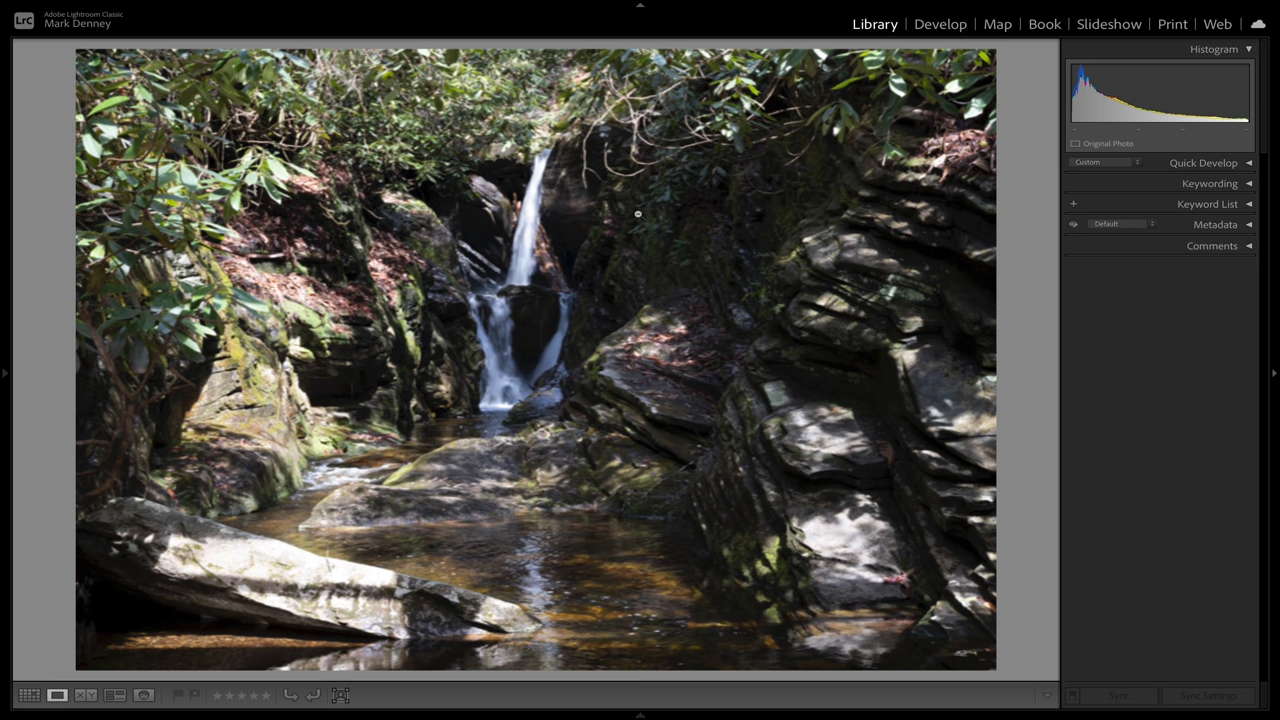 LrC
Adobe Lightroom Classic
Mark Denney
Library | Develop | Map | Book | Slideshow | Print | Web
Histogram
Original Photo
Custom
Quick Develop
Keywording
+ Keyword List
Default
Metadata
Comments
X Y
Sync
Sync Settings